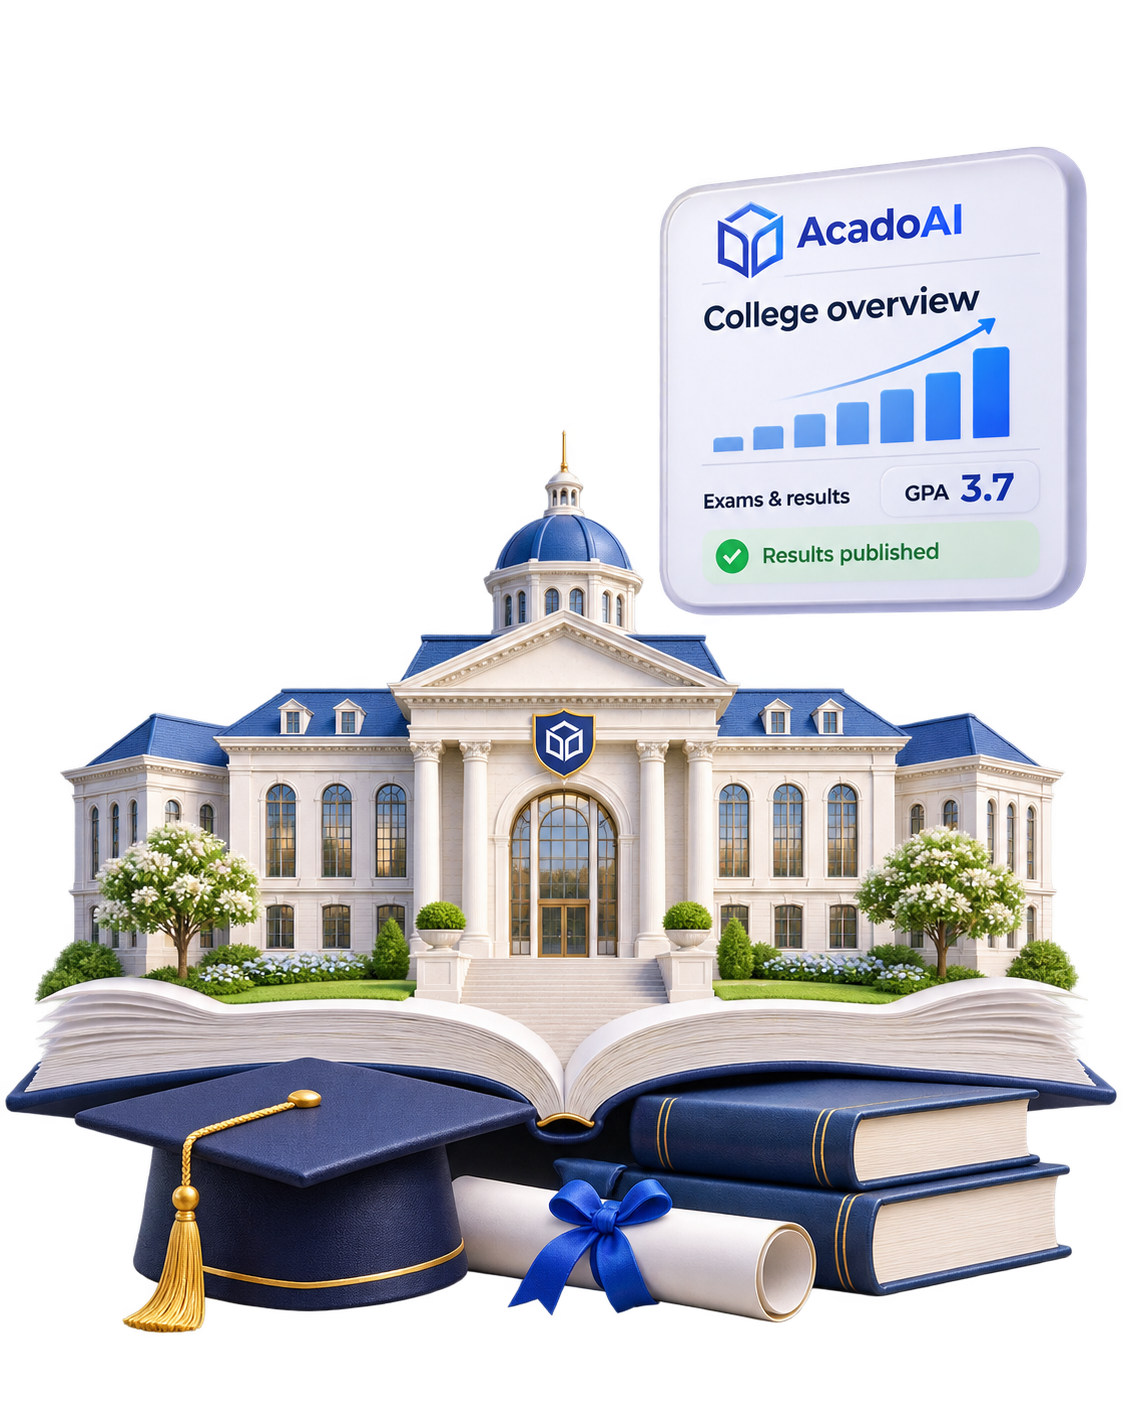 AcadoAI
College overview
Exams & results
GPA 3.7
Results published